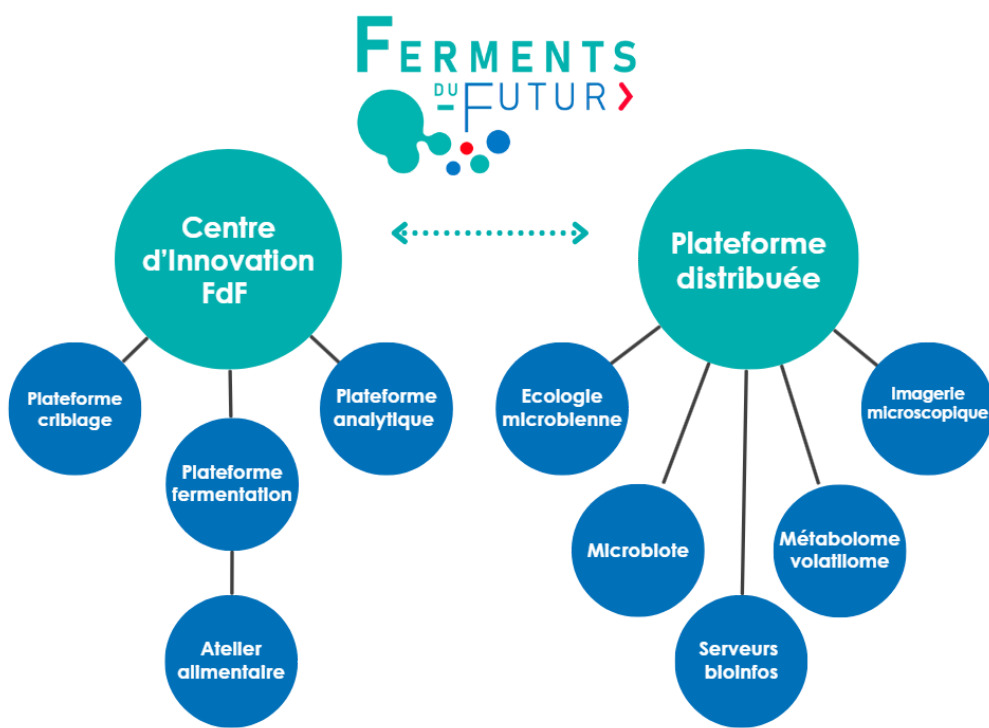 FERMENTS
DU FUTUR
Centre
d'Innovation
FdF
Plateforme
distribuée
Plateforme
criblage
Plateforme
analytique
Plateforme
fermentation
Atelier
alimentaire
Ecologie
microbienne
Imagerie
microscopique
Microbiote
Métabolome
volatilome
Serveurs
bioinfos